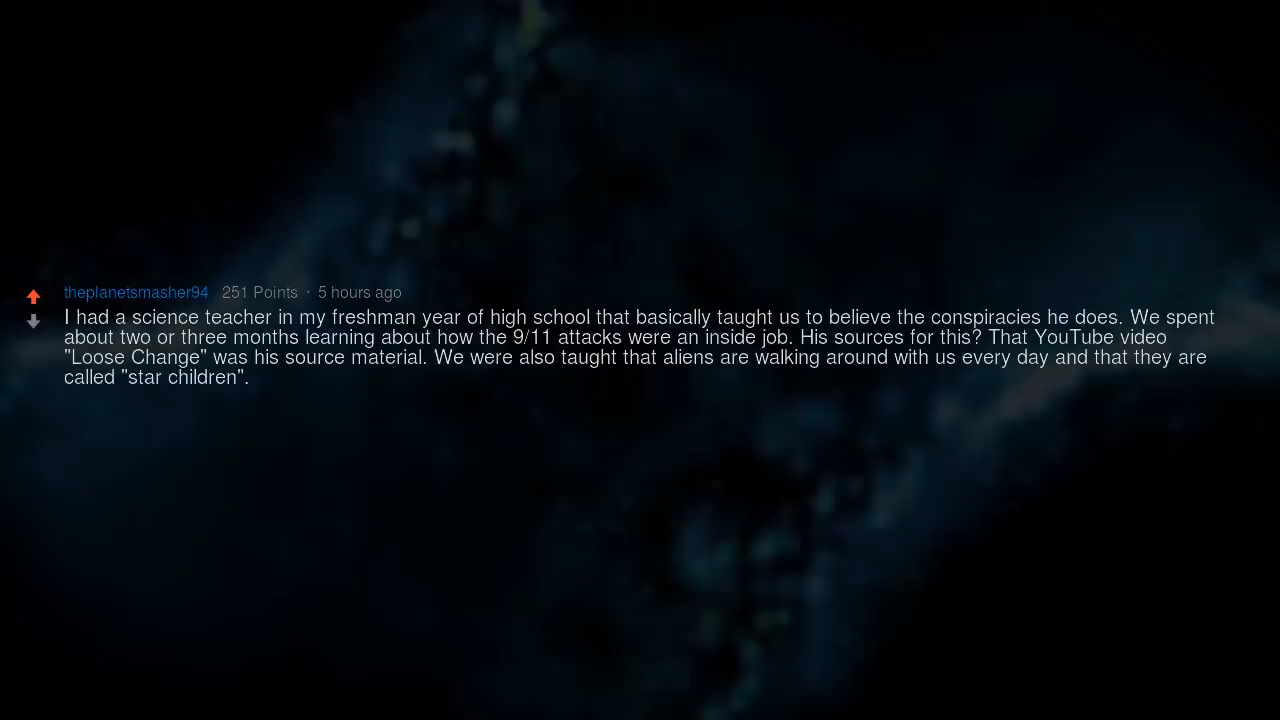 theplanetsmasher94 251 Points · 5 hours ago
I had a science teacher in my freshman year of high school that basically taught us to believe the conspiracies he does. We spent
about two or three months learning about how the 9/11 attacks were an inside job. His sources for this? That YouTube video
"Loose Change" was his source material. We were also taught that aliens are walking around with us every day and that they are
called "star children".